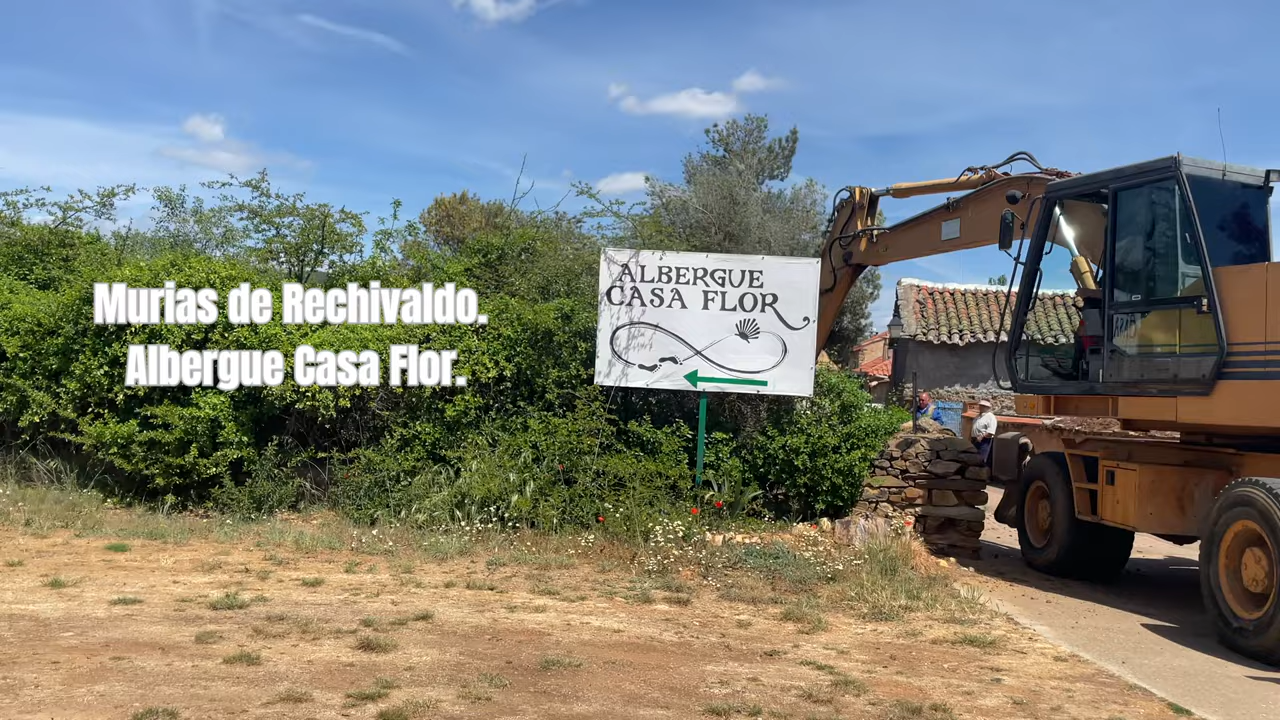 Murias de Rechivaldo.
Albergue Casa Flor.
ALBERGUE
CASA FLOR